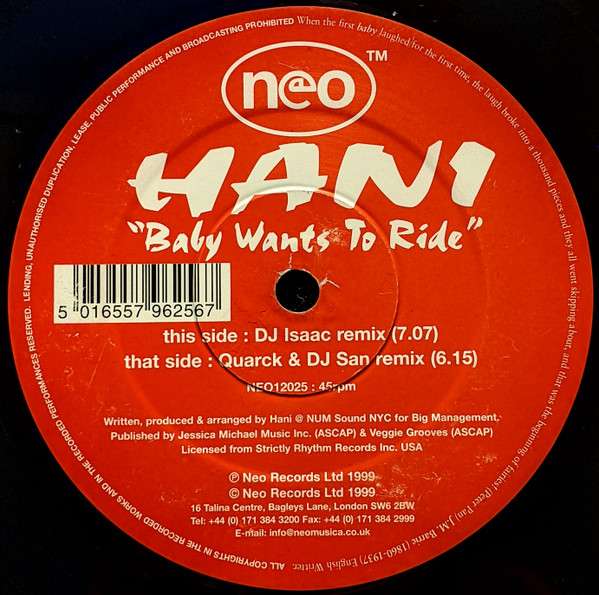 n@o
TM
HANI
"Baby Wants To Ride"
5 016557 962567
this side : DJ Isaac remix (7.07)
that side : Quarck & DJ San remix (6.15)
NEO12025 : 45rpm
Written, produced & arranged by Hani @ NUM Sound NYC for Big Management.
Published by Jessica Michael Music Inc. (ASCAP) & Veggie Grooves (ASCAP)
Licensed from Strictly Rhythm Records Inc. USA
℗ Neo Records Ltd 1999
© Neo Records Ltd 1999
16 Talina Centre, Bagleys Lane, London SW6 2BW
Tel: +44 (0) 171 384 3200 Fax: +44 (0) 171 384 2999
E-mail: info@neomusica.co.uk
ALL COPYRIGHTS IN THE RECORDED WORKS AND IN THE RECORDED PERFORMANCES RESERVED. LENDING, UNAUTHORISED DUPLICATION, LEASE, PUBLIC PERFORMANCE AND BROADCASTING PROHIBITED
When the first baby laughed for the first time, the laugh broke into a thousand pieces and they all went skipping about, and that was the beginning of fairies! (Peter Pan) J.M. Barrie (1860-1937) English Writer.